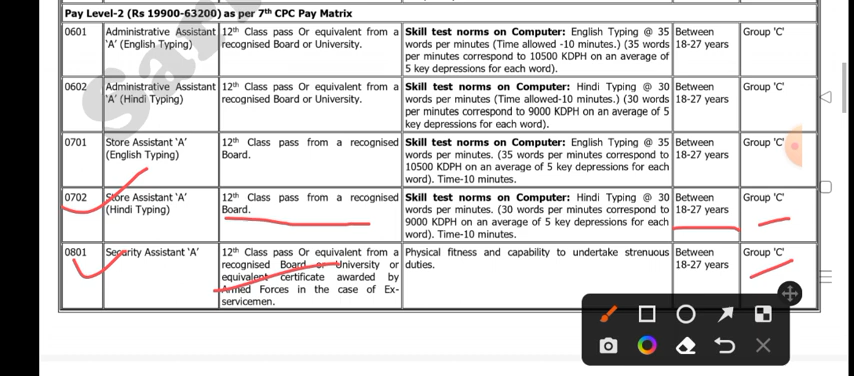 Pay Level-2 (Rs 19900-63200) as per 7th CPC Pay Matrix
0601 Administrative Assistant 12th Class pass Or equivalent from a Skill test norms on Computer: English Typing @ 35 Between Group 'C'
'A' (English Typing) recognised Board or University. words per minutes (Time allowed -10 minutes.) (35 words 18-27 years
per minutes correspond to 10500 KDPH on an average of
5 key depressions for each word).
0602 Administrative Assistant 12th Class pass Or equivalent from a Skill test norms on Computer: Hindi Typing @ 30 Between Group 'C'
'A' (Hindi Typing) recognised Board or University. words per minutes (Time allowed-10 minutes.) (30 words 18-27 years
per minutes correspond to 9000 KDPH on an average of 5
key depressions for each word).
0701 Store Assistant 'A' 12th Class pass from a recognised Skill test norms on Computer: English Typing @ 35 Between Group 'C'
(English Typing) Board. words per minutes. (35 words per minutes correspond to 18-27 years
10500 KDPH on an average of 5 key depressions for each
word). Time-10 minutes.
0702 Store Assistant 'A' 12th Class pass from a recognised Skill test norms on Computer: Hindi Typing @ 30 Between Group 'C'
(Hindi Typing) Board. words per minutes. (30 words per minutes correspond to 18-27 years
9000 KDPH on an average of 5 key depressions for each
word). Time-10 minutes.
0801 Security Assistant 'A' 12th Class pass Or equivalent from a Physical fitness and capability to undertake strenuous Between Group 'C'
recognised Board or University or duties. 18-27 years
equivalent certificate awarded by
Armed Forces in the case of Ex-
servicemen.